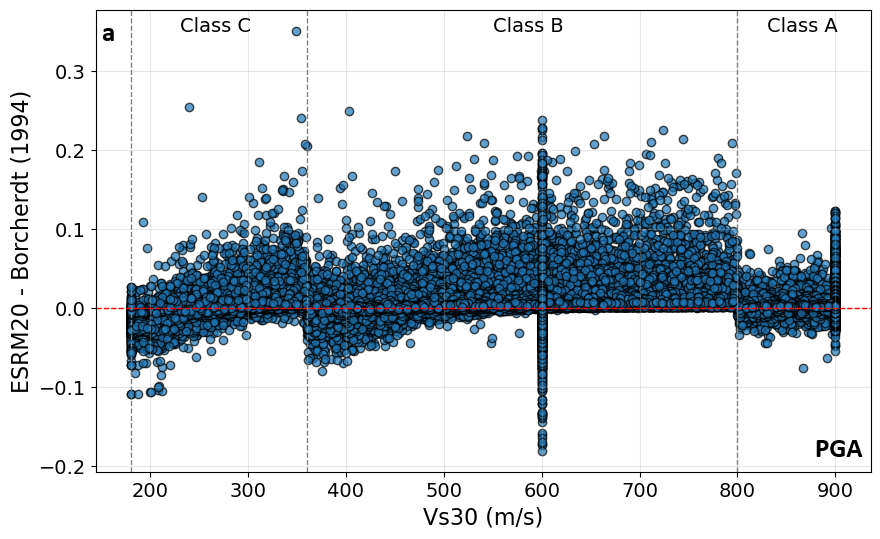 a
Class C
Class B
Class A
ESRM20 - Borcherdt (1994)
0.3
0.2
0.1
0.0
−0.1
−0.2
PGA
200
300
400
500
600
700
800
900
Vs30 (m/s)